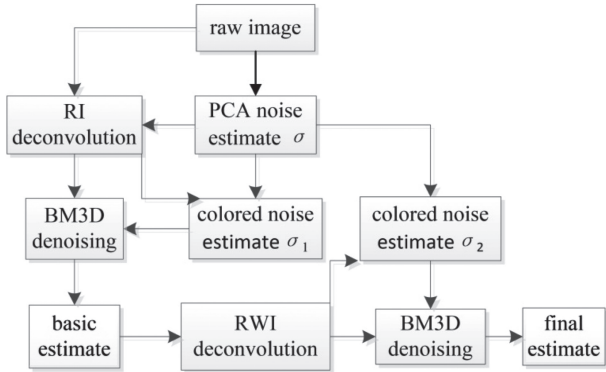 raw image
RI
deconvolution
PCA noise
estimate σ
BM3D
denoising
colored noise
estimate σ₁
colored noise
estimate σ₂
basic
estimate
RWI
deconvolution
BM3D
denoising
final
estimate